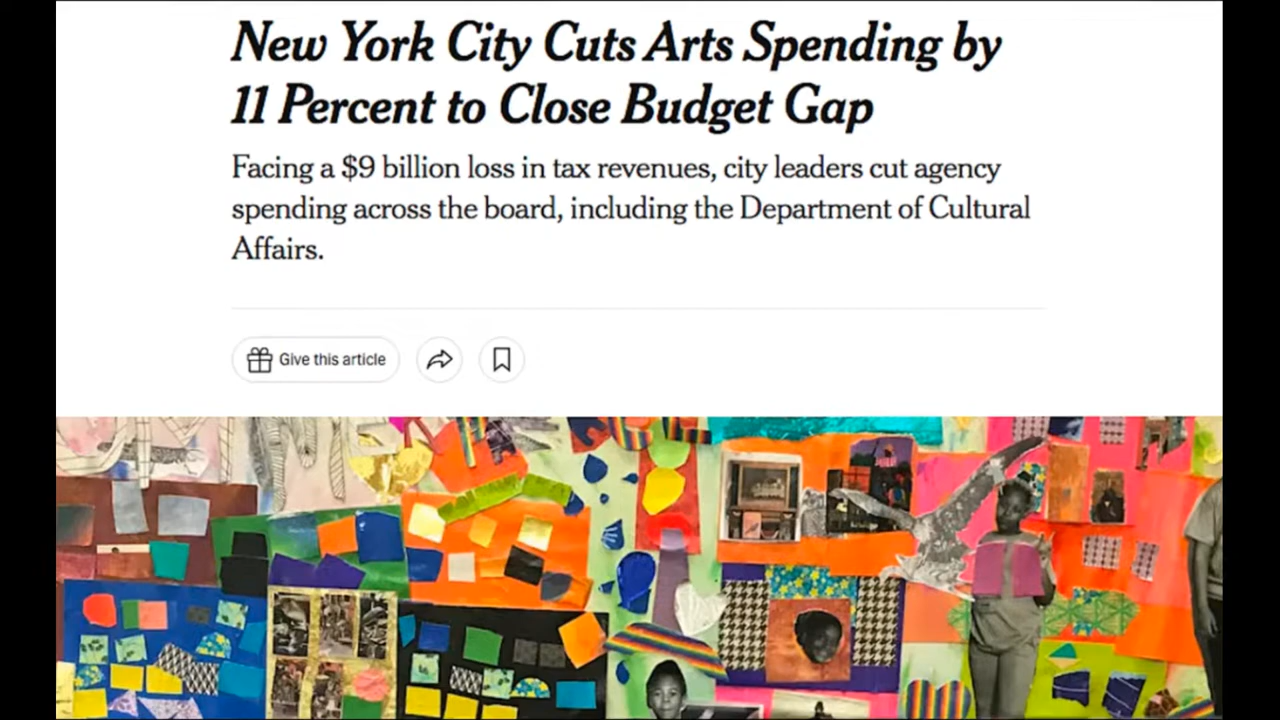 New York City Cuts Arts Spending by
11 Percent to Close Budget Gap
Facing a $9 billion loss in tax revenues, city leaders cut agency
spending across the board, including the Department of Cultural
Affairs.
Give this article